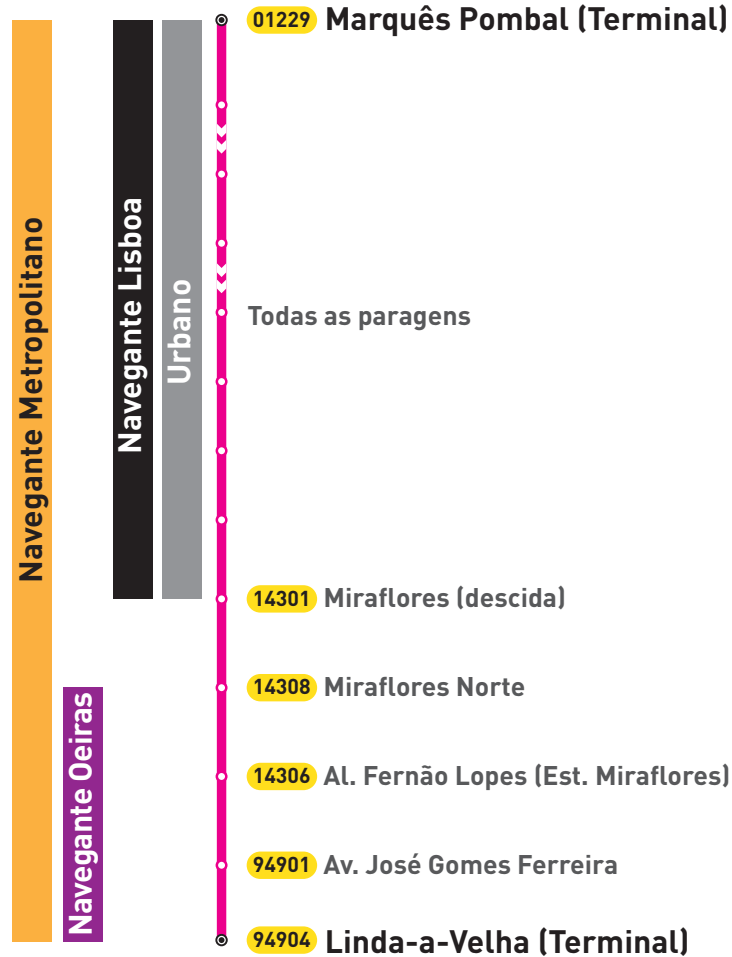 01229 Marquês Pombal (Terminal)
Navegante Metropolitano
Navegante Lisboa
Urbano
Todas as paragens
14301 Miraflores (descida)
14308 Miraflores Norte
Navegante Oeiras
14306 Al. Fernão Lopes (Est. Miraflores)
94901 Av. José Gomes Ferreira
94904 Linda-a-Velha (Terminal)